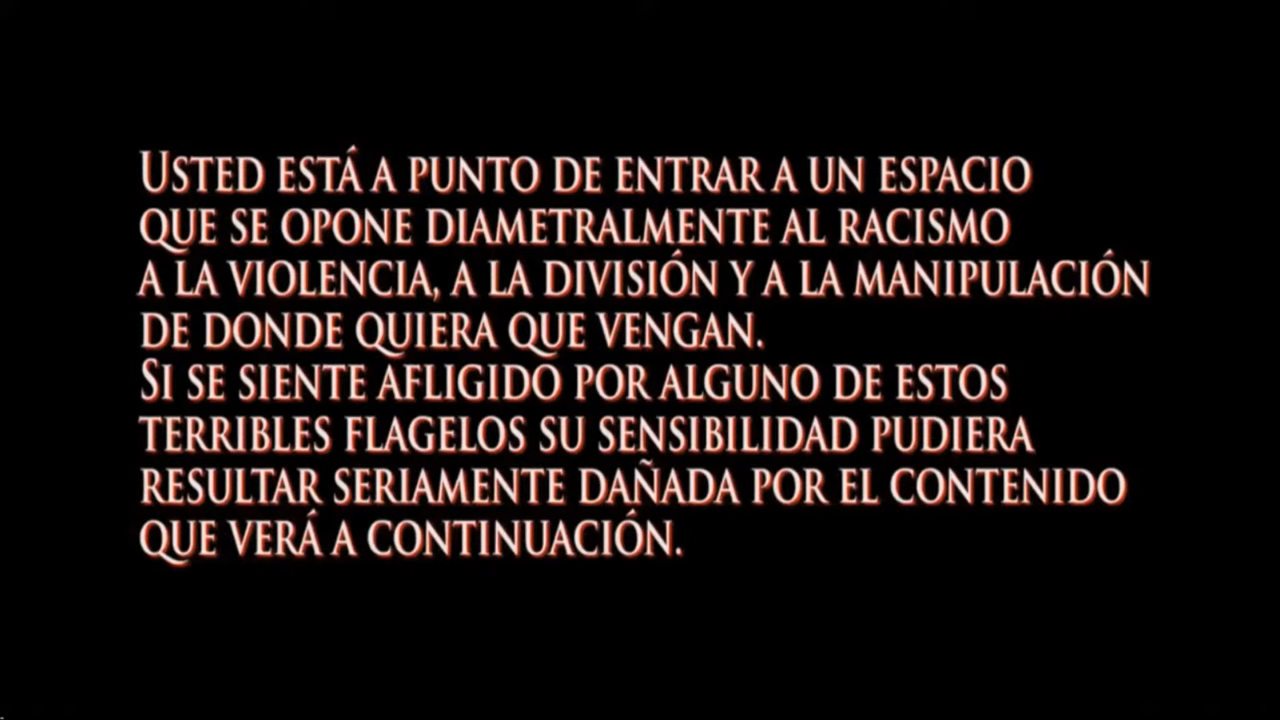 USTED ESTÁ A PUNTO DE ENTRAR A UN ESPACIO
QUE SE OPONE DIAMETRALMENTE AL RACISMO
A LA VIOLENCIA, A LA DIVISIÓN Y A LA MANIPULACIÓN
DE DONDE QUIERA QUE VENGAN.
SI SE SIENTE AFLIGIDO POR ALGUNO DE ESTOS
TERRIBLES FLAGELOS SU SENSIBILIDAD PUDIERA
RESULTAR SERIAMENTE DAÑADA POR EL CONTENIDO
QUE VERÁ A CONTINUACIÓN.